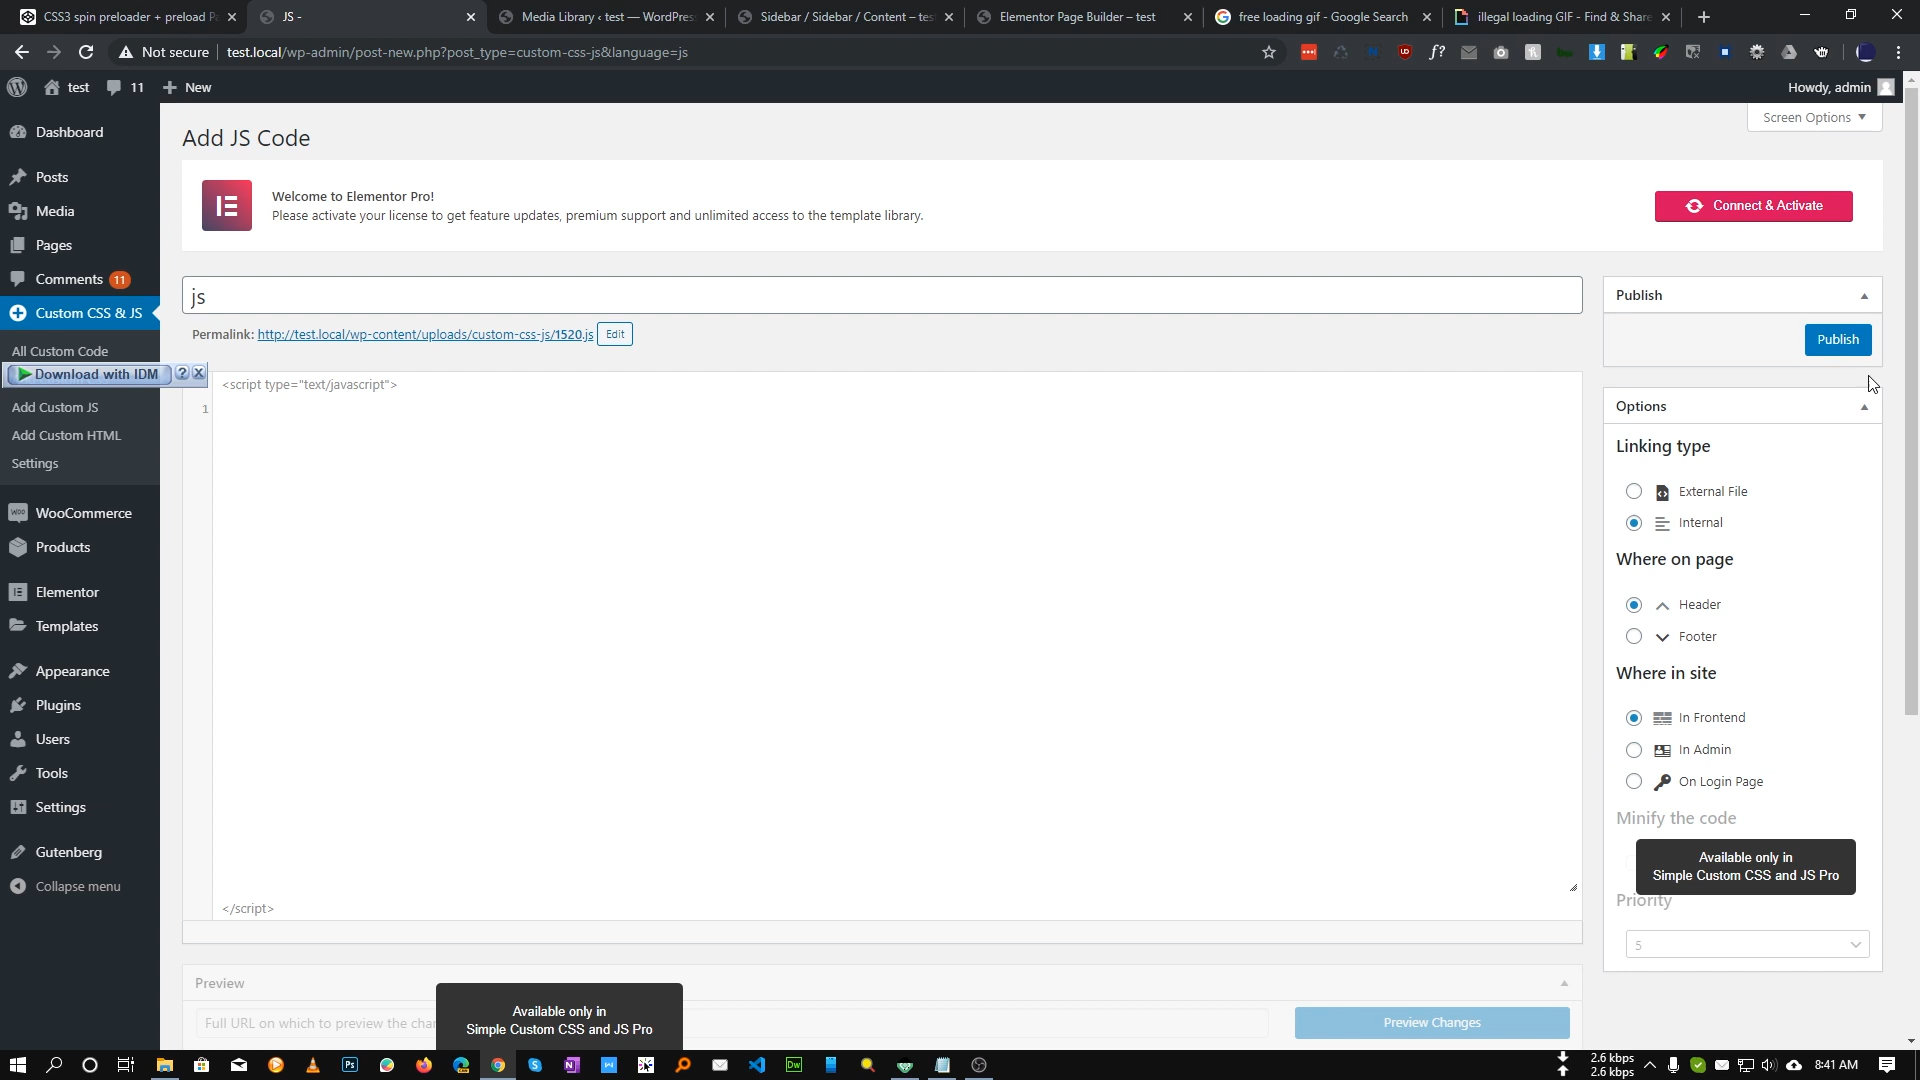 CSS3 spin preloader + preload Pa
JS -
Media Library ‹ test — WordPres
Sidebar / Sidebar / Content – tes
Elementor Page Builder – test
free loading gif - Google Search
illegal loading GIF - Find & Share
Not secure
test.local/wp-admin/post-new.php?post_type=custom-css-js&language=js
test
11
New
Howdy, admin
Dashboard
Posts
Media
Pages
Comments 11
Custom CSS & JS
All Custom Code
Download with IDM
Add Custom JS
Add Custom HTML
Settings
WooCommerce
Products
Elementor
Templates
Appearance
Plugins
Users
Tools
Settings
Gutenberg
Collapse menu
Add JS Code
Screen Options
Welcome to Elementor Pro!
Please activate your license to get feature updates, premium support and unlimited access to the template library.
Connect & Activate
js
Permalink: http://test.local/wp-content/uploads/custom-css-js/1520.js Edit
<script type="text/javascript">
1
</script>
Preview
Full URL on which to preview the cha
Available only in
Simple Custom CSS and JS Pro
Preview Changes
Publish
Publish
Options
Linking type
External File
Internal
Where on page
Header
Footer
Where in site
In Frontend
In Admin
On Login Page
Minify the code
Available only in
Simple Custom CSS and JS Pro
Priority
5
2.6 kbps
2.6 kbps
8:41 AM